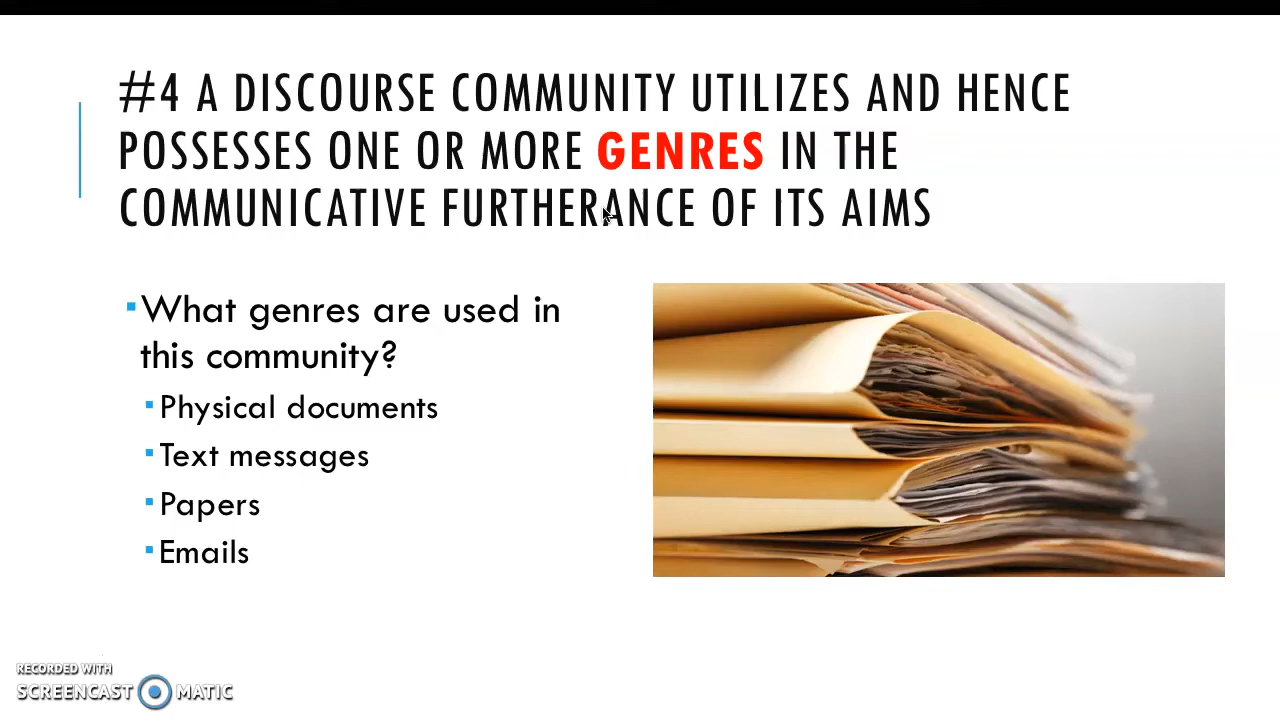 #4 A DISCOURSE COMMUNITY UTILIZES AND HENCE
POSSESSES ONE OR MORE GENRES IN THE
COMMUNICATIVE FURTHERANCE OF ITS AIMS
▪What genres are used in
this community?
▪Physical documents
▪Text messages
▪Papers
▪Emails
RECORDED WITH
SCREENCAST MATIC